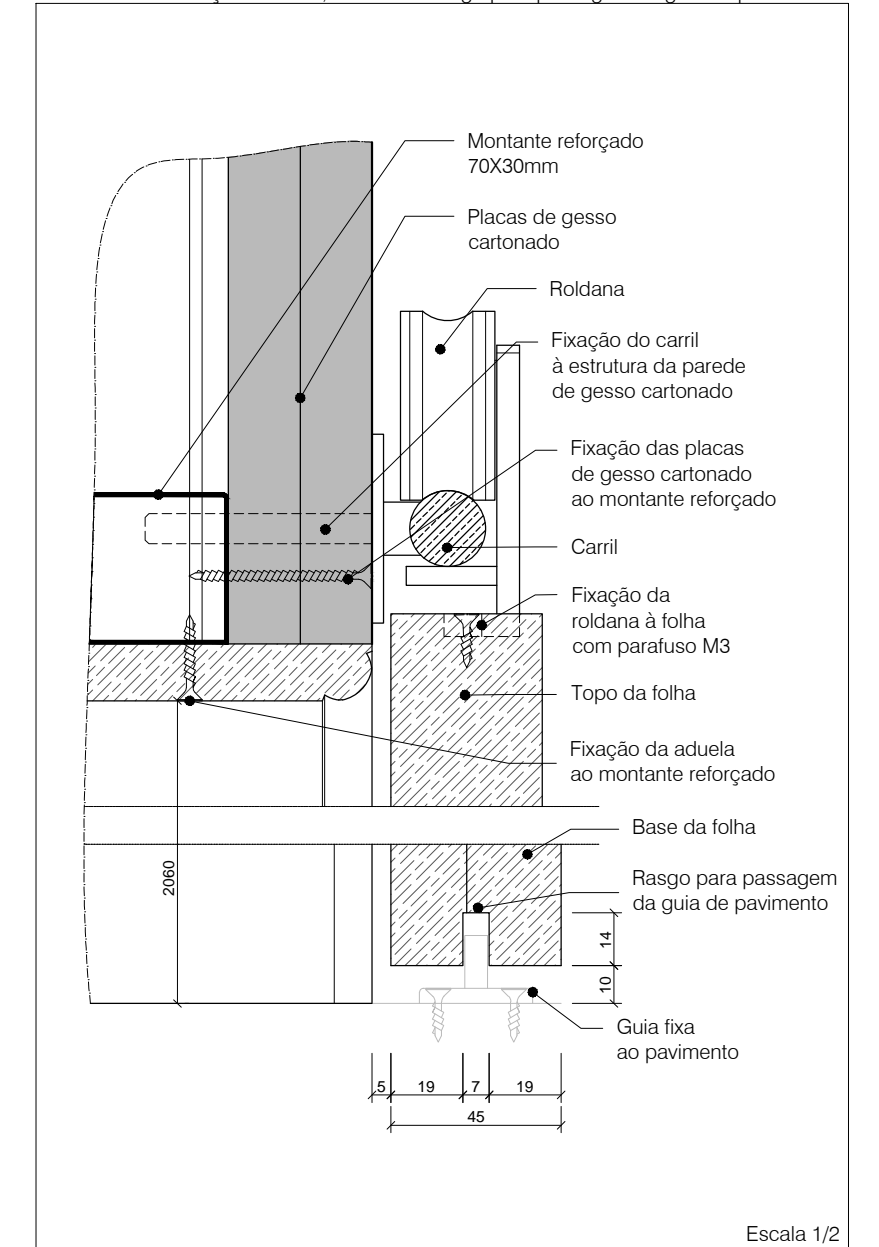 Montante reforçado
70X30mm
Placas de gesso
cartonado
Roldana
Fixação do carril
à estrutura da parede
de gesso cartonado
Fixação das placas
de gesso cartonado
ao montante reforçado
Carril
Fixação da
roldana à folha
com parafuso M3
Topo da folha
Fixação da aduela
ao montante reforçado
Base da folha
2060
Rasgo para passagem
da guia de pavimento
14
10
Guia fixa
ao pavimento
5 19 7 19
45
Escala 1/2